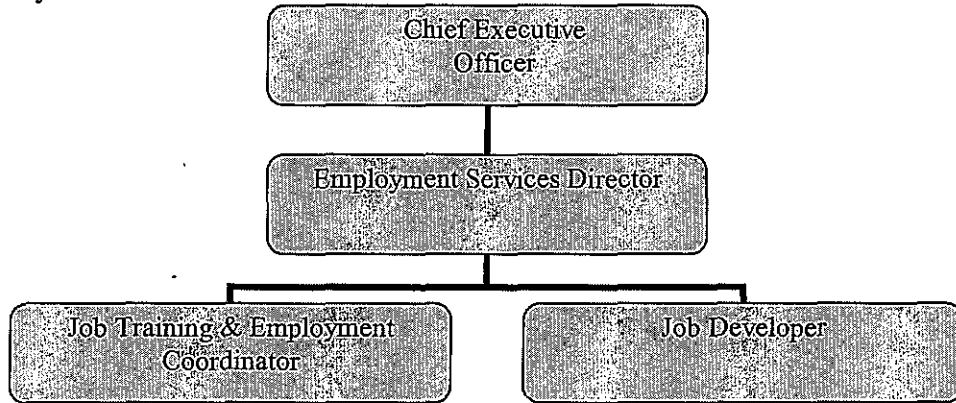 Chief Executive
Officer
Employment Services Director
Job Training & Employment
Coordinator
Job Developer